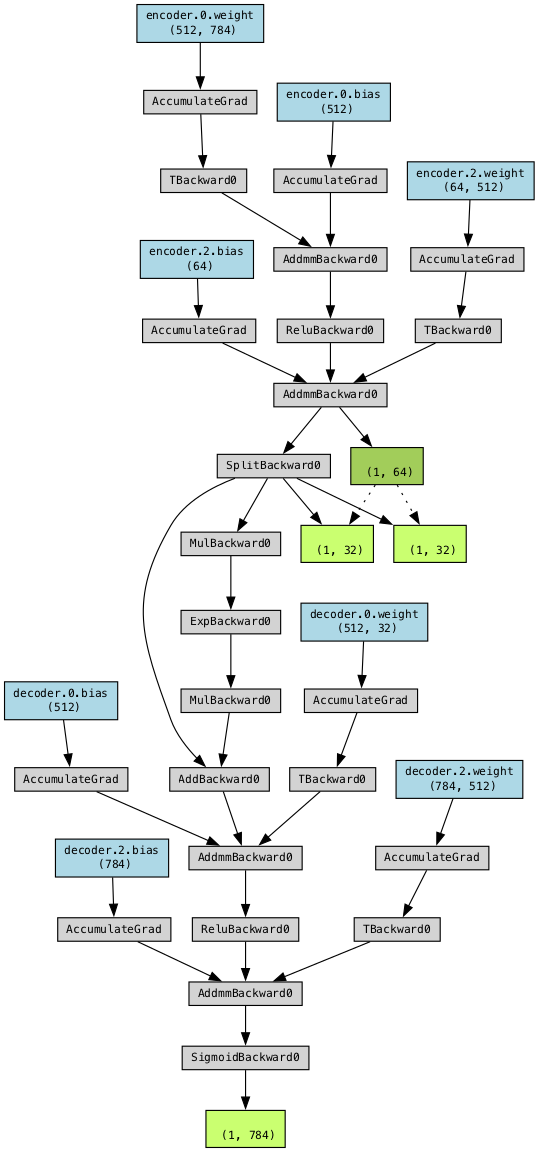 encoder.0.weight
(512, 784)
AccumulateGrad
encoder.0.bias
(512)
TBackward0
AccumulateGrad
encoder.2.weight
(64, 512)
encoder.2.bias
(64)
AddmmBackward0
AccumulateGrad
AccumulateGrad
ReluBackward0
TBackward0
AddmmBackward0
SplitBackward0
(1, 64)
MulBackward0
(1, 32)
(1, 32)
ExpBackward0
decoder.0.weight
(512, 32)
decoder.0.bias
(512)
MulBackward0
AccumulateGrad
AccumulateGrad
AddBackward0
TBackward0
decoder.2.weight
(784, 512)
decoder.2.bias
(784)
AddmmBackward0
AccumulateGrad
AccumulateGrad
ReluBackward0
TBackward0
AddmmBackward0
SigmoidBackward0
(1, 784)